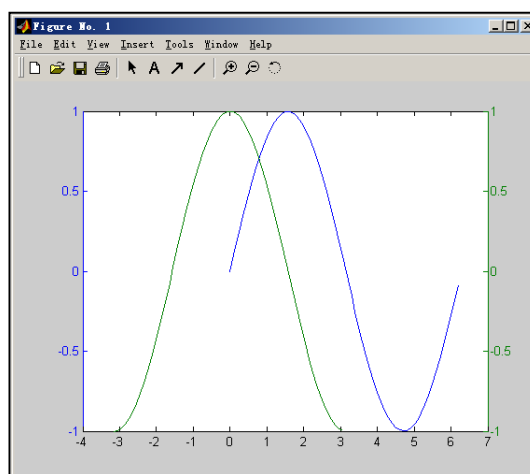 Figure No. 1
File Edit View Insert Tools Window Help
A
1 1
0.5 0.5
0 0
-0.5 -0.5
-1 -1
-4 -3 -2 -1 0 1 2 3 4 5 6 7